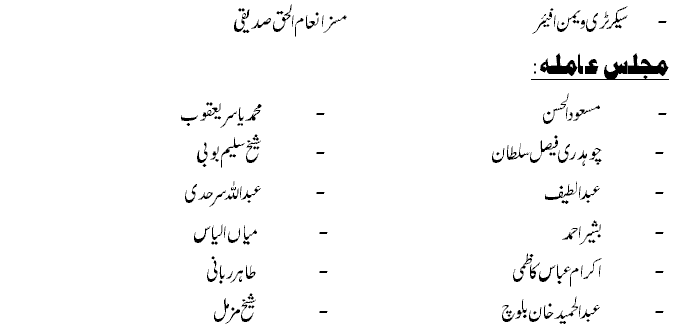 - سیکرٹری ویمن افیئر مسز انعام الحق صدیقی
مجلس عاملہ:
- مسعود الحسن - محمد یاسر یعقوب
- چوہدری فیصل سلطان - شیخ سلیم بوبی
- عبدالطیف - عبداللہ سرحدی
- بشیر احمد - میاں الیاس
- اکرام عباس کاظمی - طاہر ربانی
- عبدالحمید خان بلوچ - شیخ مزمل